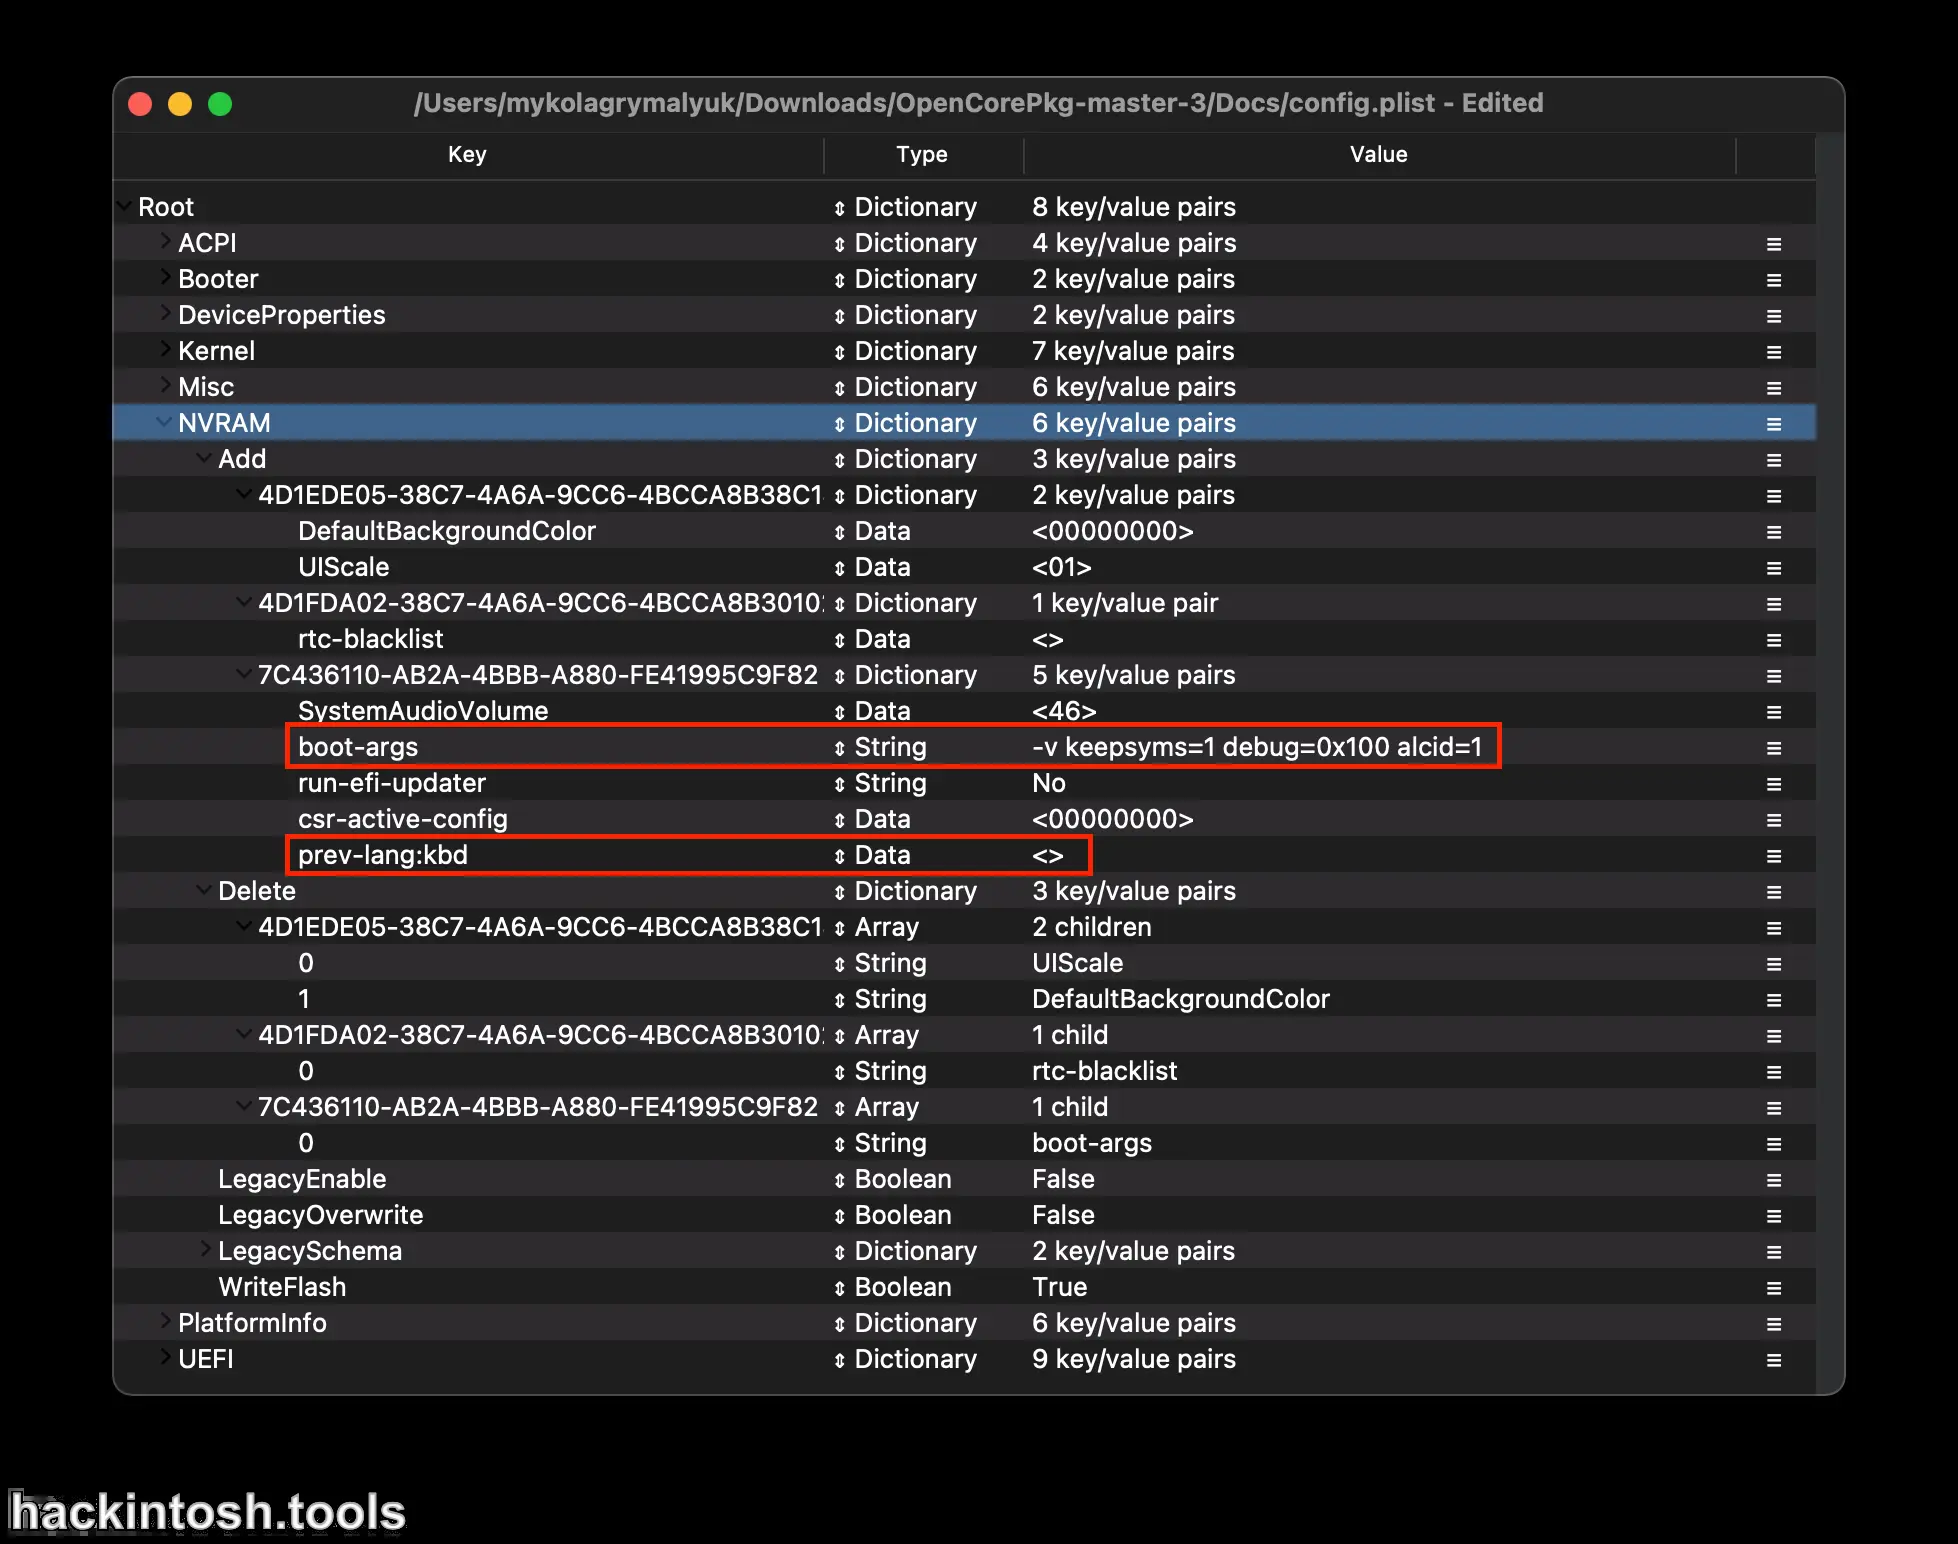 /Users/mykolagrymalyuk/Downloads/OpenCorePkg-master-3/Docs/config.plist - Edited
Key Type Value
Root Dictionary 8 key/value pairs
ACPI Dictionary 4 key/value pairs
Booter Dictionary 2 key/value pairs
DeviceProperties Dictionary 2 key/value pairs
Kernel Dictionary 7 key/value pairs
Misc Dictionary 6 key/value pairs
NVRAM Dictionary 6 key/value pairs
Add Dictionary 3 key/value pairs
4D1EDE05-38C7-4A6A-9CC6-4BCCA8B38C1 Dictionary 2 key/value pairs
DefaultBackgroundColor Data <00000000>
UIScale Data <01>
4D1FDA02-38C7-4A6A-9CC6-4BCCA8B3010 Dictionary 1 key/value pair
rtc-blacklist Data <>
7C436110-AB2A-4BBB-A880-FE41995C9F82 Dictionary 5 key/value pairs
SystemAudioVolume Data <46>
boot-args String -v keepsyms=1 debug=0x100 alcid=1
run-efi-updater String No
csr-active-config Data <00000000>
prev-lang:kbd Data <>
Delete Dictionary 3 key/value pairs
4D1EDE05-38C7-4A6A-9CC6-4BCCA8B38C1 Array 2 children
0 String UIScale
1 String DefaultBackgroundColor
4D1FDA02-38C7-4A6A-9CC6-4BCCA8B3010 Array 1 child
0 String rtc-blacklist
7C436110-AB2A-4BBB-A880-FE41995C9F82 Array 1 child
0 String boot-args
LegacyEnable Boolean False
LegacyOverwrite Boolean False
LegacySchema Dictionary 2 key/value pairs
WriteFlash Boolean True
PlatformInfo Dictionary 6 key/value pairs
UEFI Dictionary 9 key/value pairs
hackintosh.tools